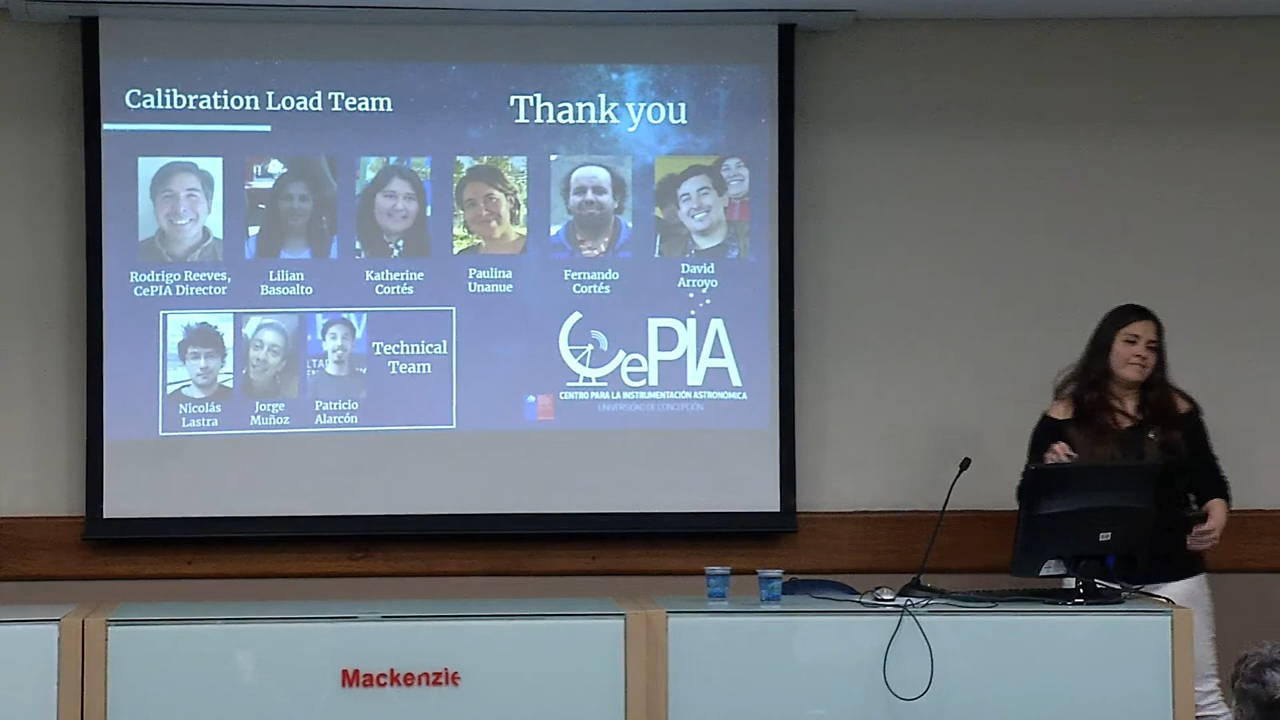 Calibration Load Team
Thank you
Rodrigo Reeves,
CePIA Director
Lilian
Basoalto
Katherine
Cortés
Paulina
Unanue
Fernando
Cortés
David
Arroyo
Nicolás
Lastra
Jorge
Muñoz
Patricio
Alarcón
Technical
Team
CePIA
CENTRO PARA LA INSTRUMENTACIÓN ASTRONÓMICA
UNIVERSIDAD DE CONCEPCIÓN
hp
Mackenzie